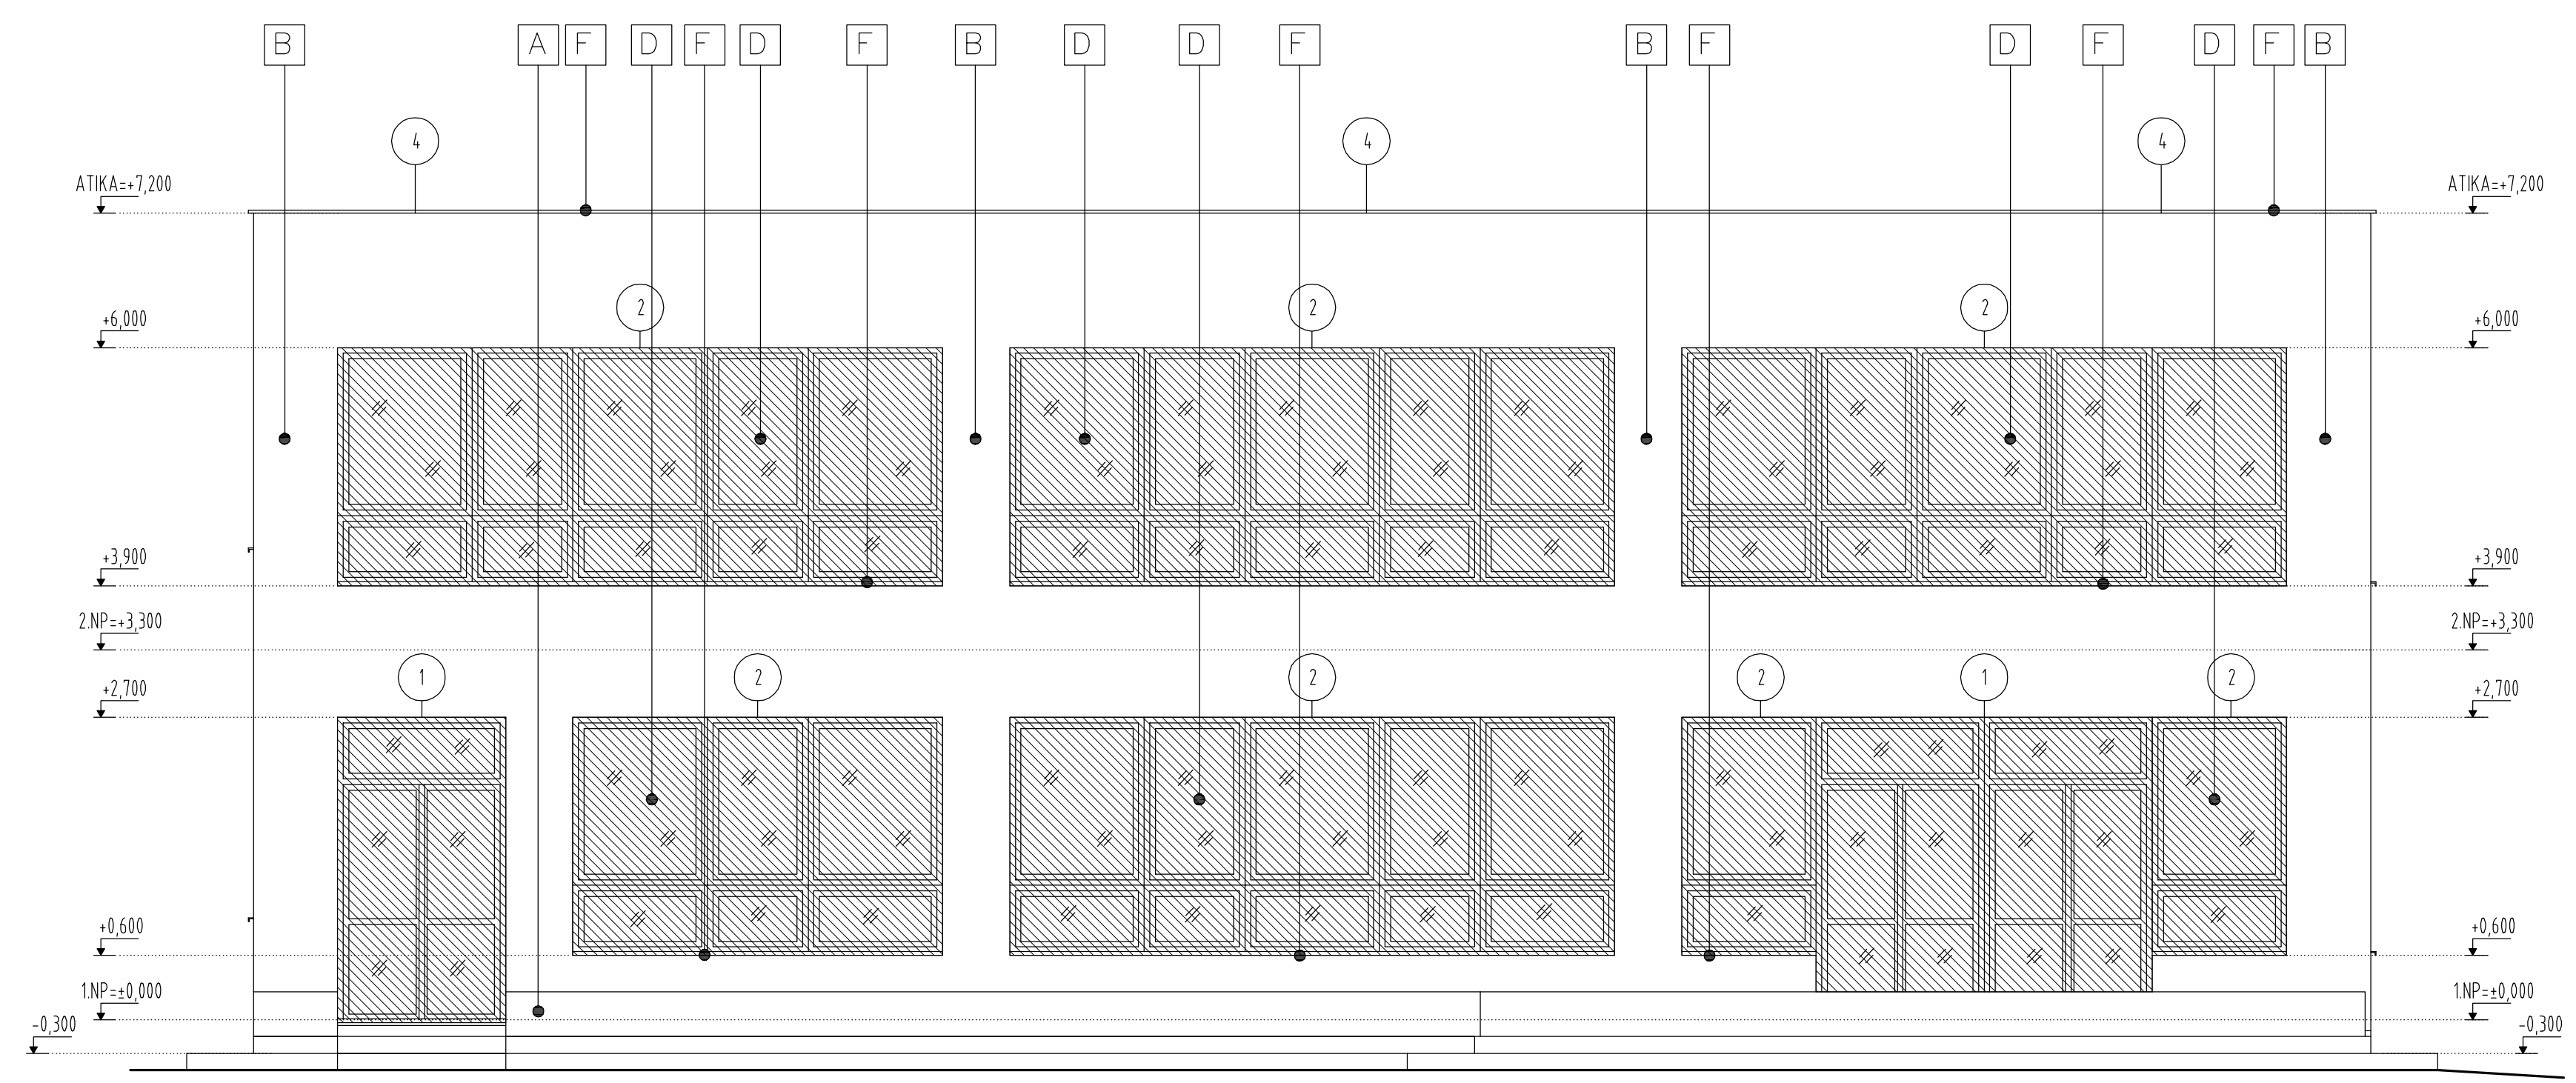 B A F D F D F B D D F B F D F D F B
4 4 4
ATIKA=+7,200 ATIKA=+7,200
2 2 2
+6,000 +6,000
+3,900 +3,900
2.NP=+3,300 2.NP=+3,300
1 2 2 2 1 2
+2,700 +2,700
+0,600 +0,600
1.NP=±0,000 1.NP=±0,000
-0,300 -0,300